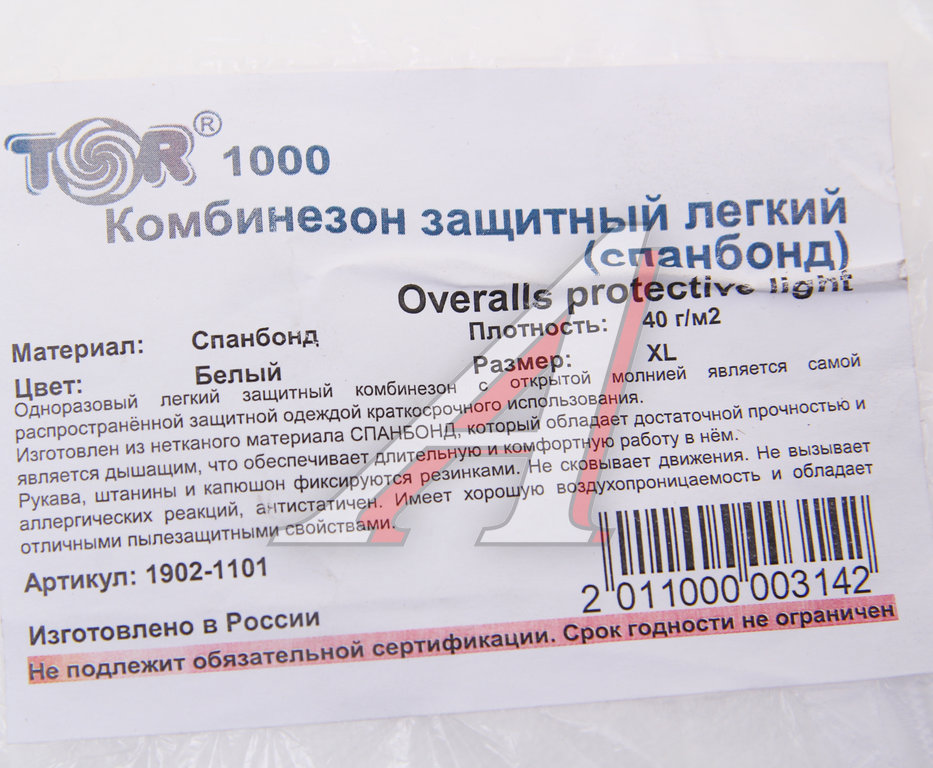 TOR® 1000
Комбинезон защитный легкий
(спанбонд)
Overalls protective light
Материал: Спанбонд Плотность: 40 г/м2
Цвет: Белый Размер: XL
Одноразовый легкий защитный комбинезон с открытой молнией является самой
распространённой защитной одеждой краткосрочного использования.
Изготовлен из нетканого материала СПАНБОНД, который обладает достаточной прочностью и
является дышащим, что обеспечивает длительную и комфортную работу в нём.
Рукава, штанины и капюшон фиксируются резинками. Не сковывает движения. Не вызывает
аллергических реакций, антистатичен. Имеет хорошую воздухопроницаемость и обладает
отличными пылезащитными свойствами.
Артикул: 1902-1101
2 011000 003142
Изготовлено в России
Не подлежит обязательной сертификации. Срок годности не ограничен